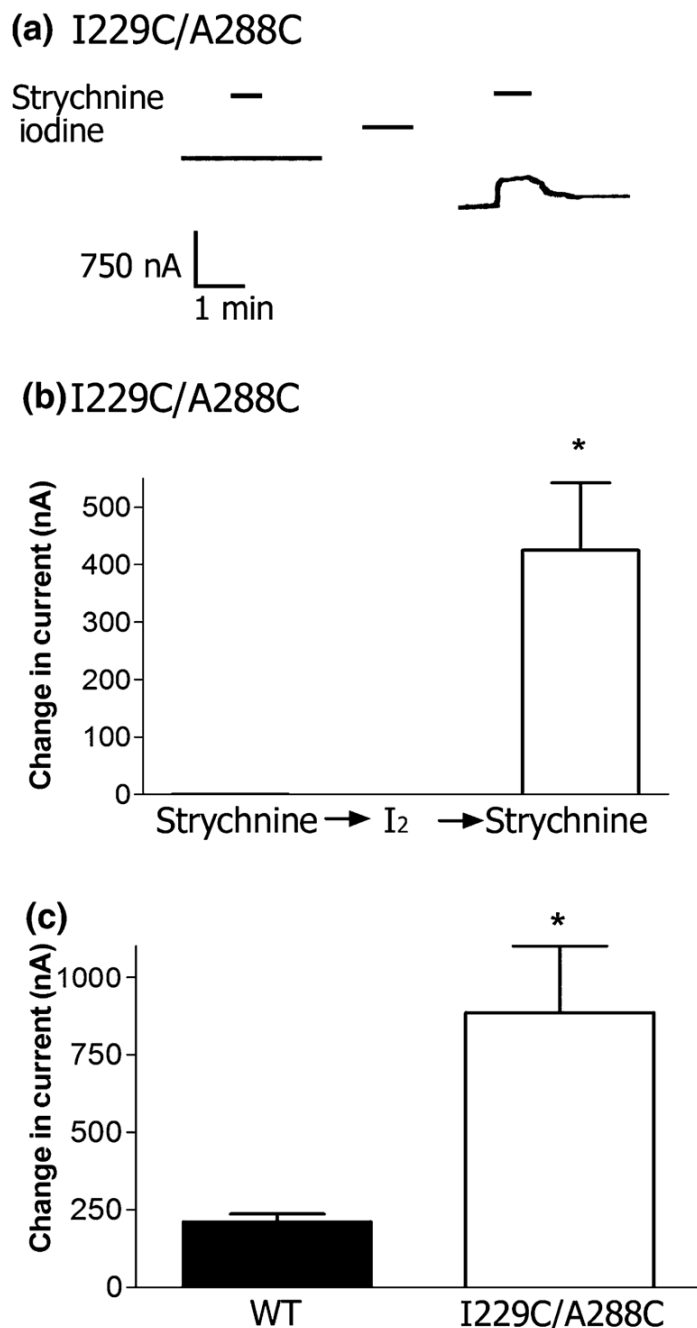 (a) I229C/A288C
Strychnine
iodine
750 nA
1 min
(b) I229C/A288C
*
Change in current (nA)
500
400
300
200
100
0
Strychnine → I₂ → Strychnine
(c)
*
Change in current (nA)
1000
750
500
250
0
WT I229C/A288C